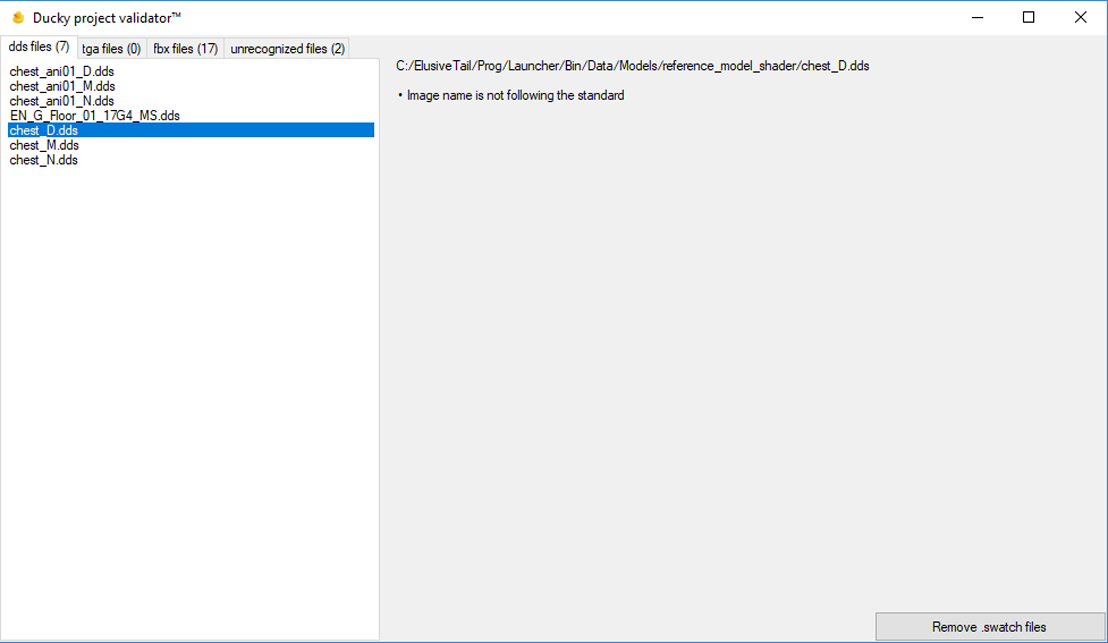 Ducky project validator™
dds files (7) tga files (0) fbx files (17) unrecognized files (2)
chest_ani01_D.dds
chest_ani01_M.dds
chest_ani01_N.dds
EN_G_Floor_01_17G4_MS.dds
chest_D.dds
chest_M.dds
chest_N.dds
C:/ElusiveTail/Prog/Launcher/Bin/Data/Models/reference_model_shader/chest_D.dds
• Image name is not following the standard
Remove .swatch files